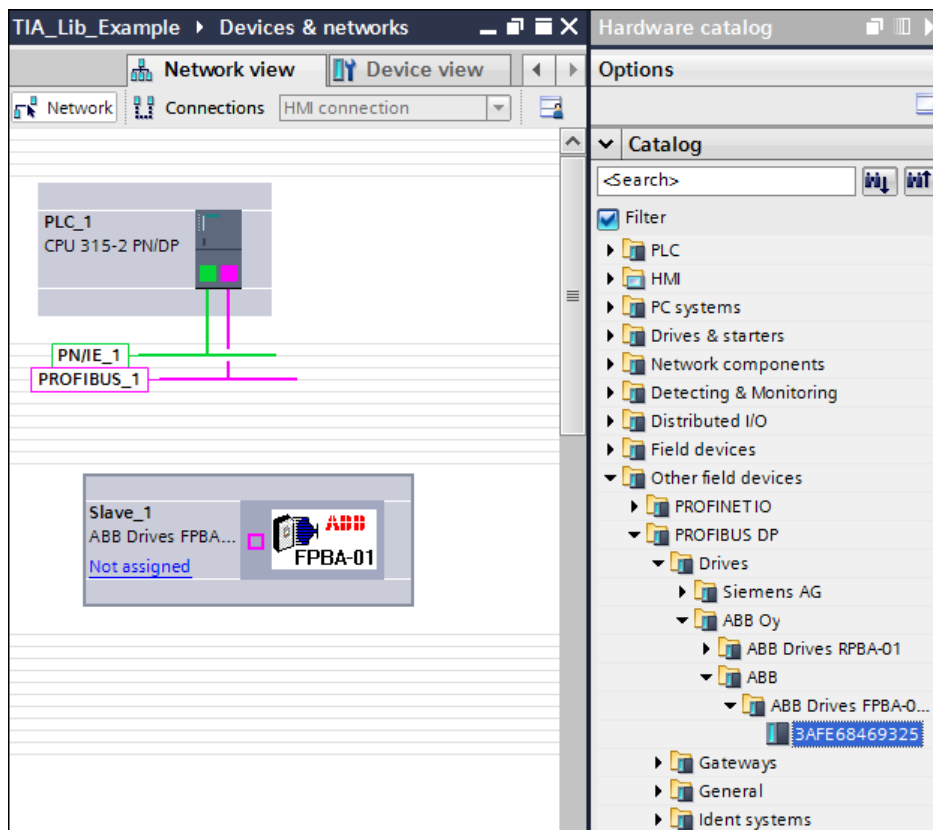 TIA_Lib_Example ▸ Devices & networks
Network view
Device view
Network
Connections
HMI connection
PLC_1
CPU 315-2 PN/DP
PN/IE_1
PROFIBUS_1
Slave_1
ABB Drives FPBA...
Not assigned
ABB
FPBA-01
Hardware catalog
Options
Catalog
<Search>
Filter
PLC
HMI
PC systems
Drives & starters
Network components
Detecting & Monitoring
Distributed I/O
Field devices
Other field devices
PROFINET IO
PROFIBUS DP
Drives
Siemens AG
ABB Oy
ABB Drives RPBA-01
ABB
ABB Drives FPBA-0...
3AFE68469325
Gateways
General
Ident systems